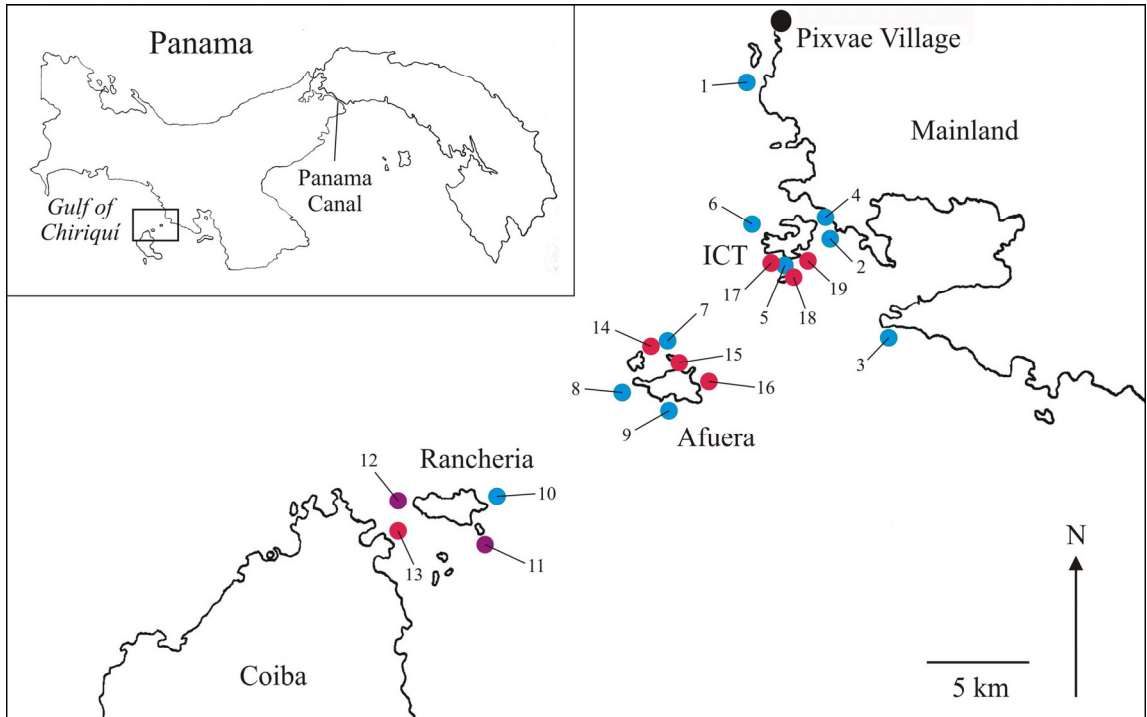 Panama
Panama
Canal
Gulf of
Chiriquí
Pixvae Village
1
Mainland
4
6
2
ICT
17
5
18
19
3
14
7
15
8
16
9
Afuera
12
Rancheria
10
13
11
Coiba
N
5 km